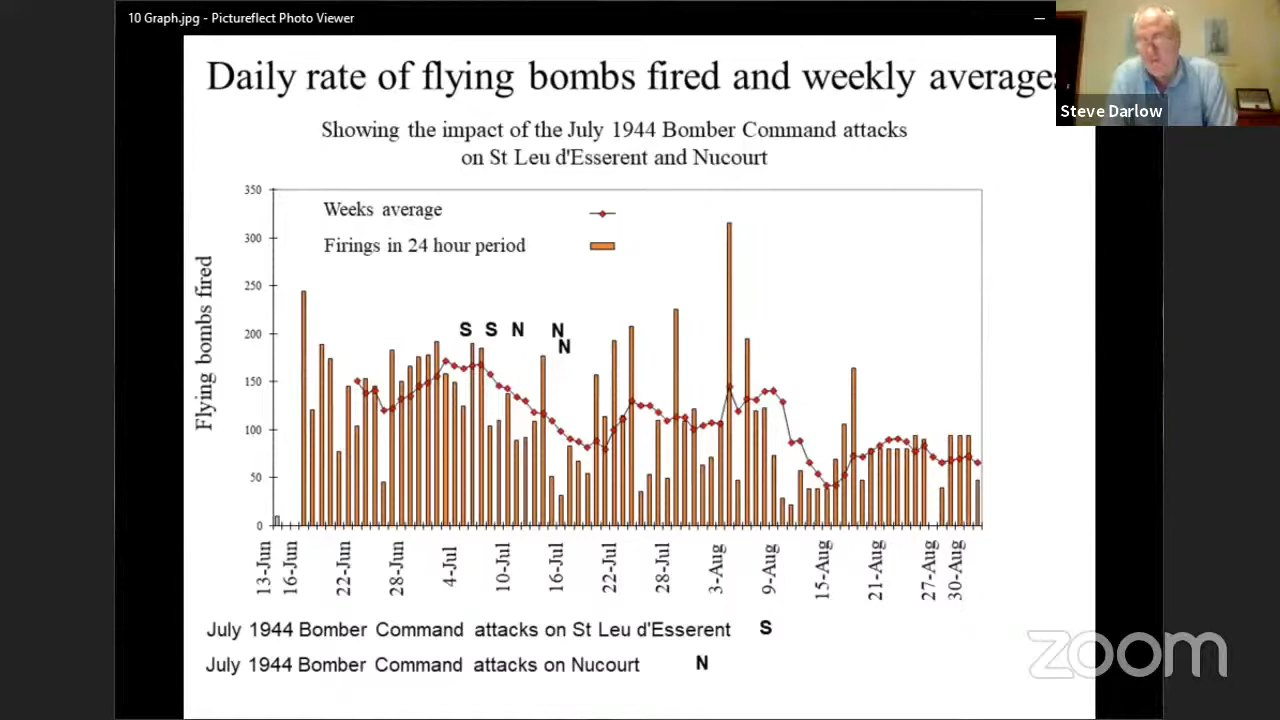 10 Graph.jpg - Pictureflect Photo Viewer
Daily rate of flying bombs fired and weekly averages
Steve Darlow
Showing the impact of the July 1944 Bomber Command attacks
on St Leu d'Esserent and Nucourt
350
300
250
200
150
100
50
0
Flying bombs fired
Weeks average
Firings in 24 hour period
S S N N
N
13-Jun 16-Jun 22-Jun 28-Jun 4-Jul 10-Jul 16-Jul 22-Jul 28-Jul 3-Aug 9-Aug 15-Aug 21-Aug 27-Aug 30-Aug
July 1944 Bomber Command attacks on St Leu d'Esserent S
July 1944 Bomber Command attacks on Nucourt N
zoom